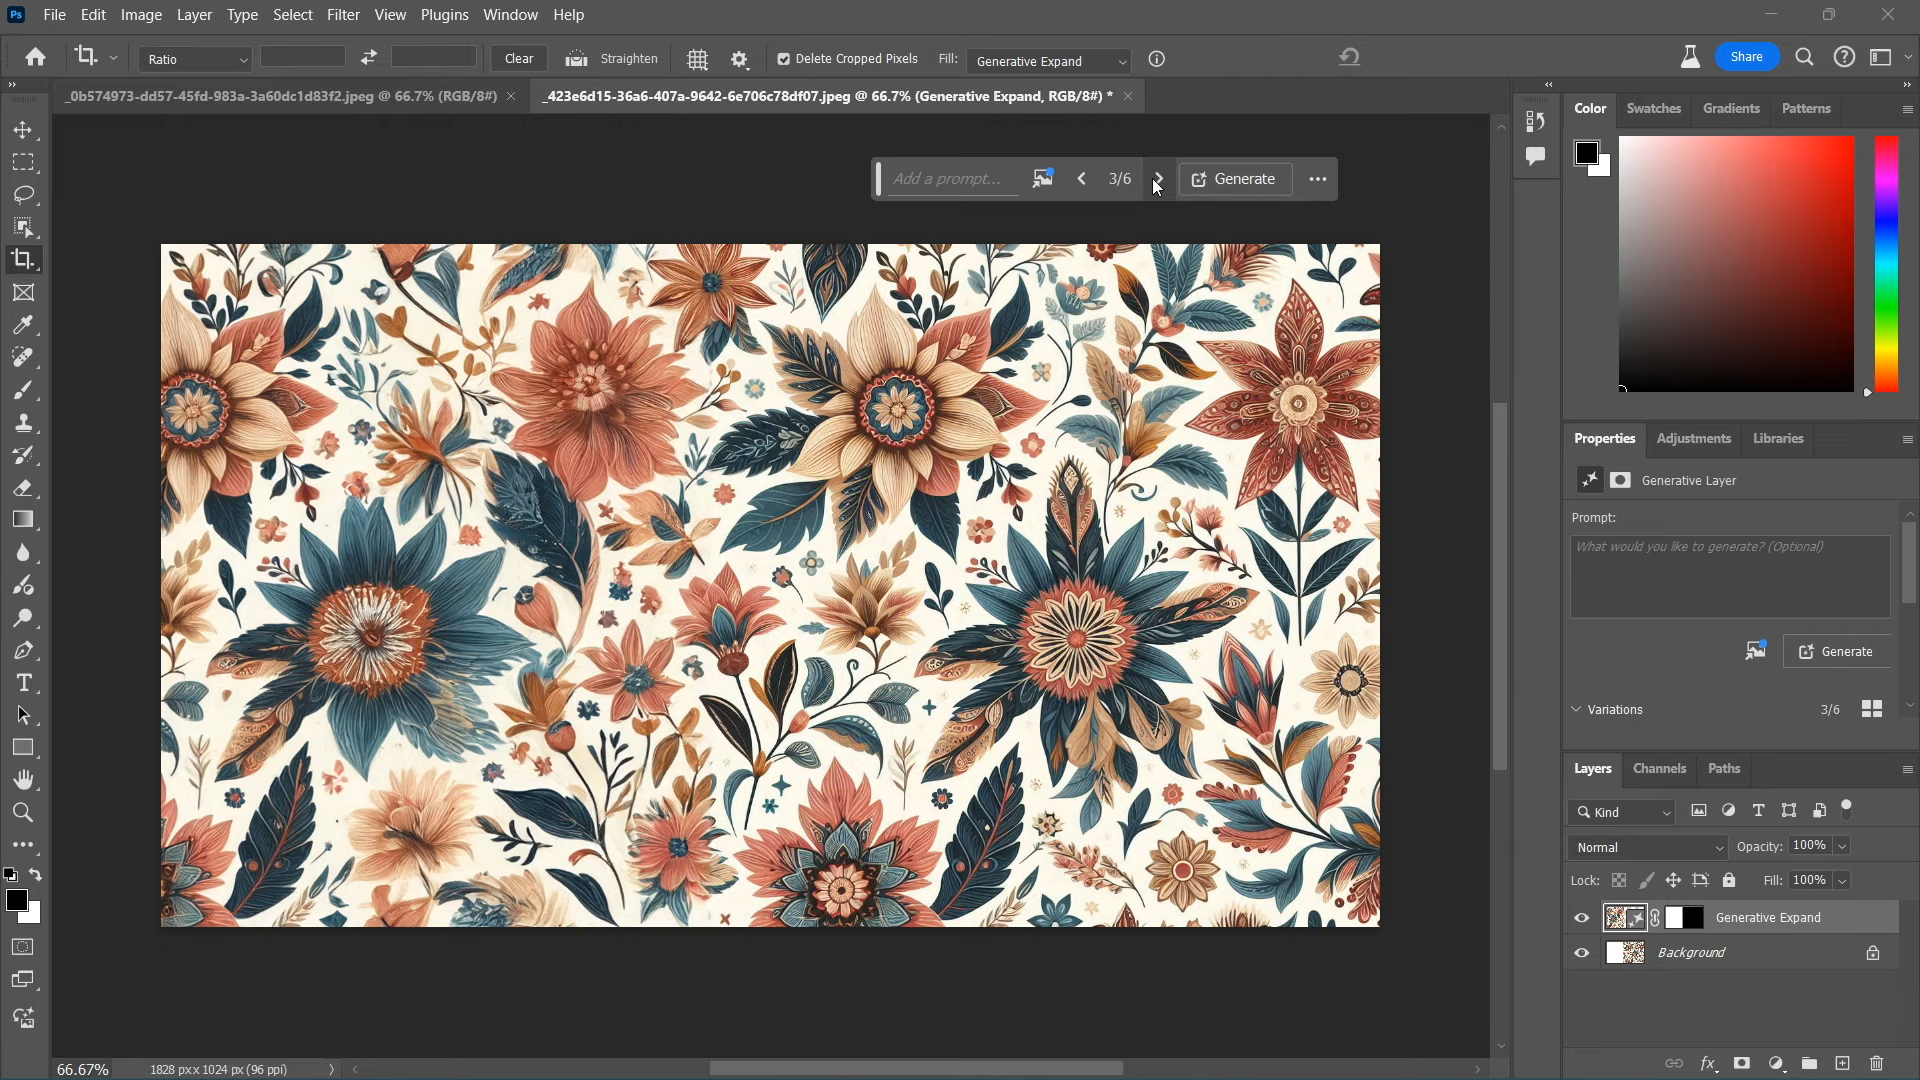 Ps File Edit Image Layer Type Select Filter View Plugins Window Help
Ratio Clear Straighten Delete Cropped Pixels Fill: Generative Expand Share
_0b574973-dd57-45fd-983a-3a60dc1d83f2.jpeg @ 66.7% (RGB/8#) _423e6d15-36a6-407a-9642-6e706c78df07.jpeg @ 66.7% (Generative Expand, RGB/8#) *
Color Swatches Gradients Patterns
Add a prompt... 3/6 Generate
Properties Adjustments Libraries
Generative Layer
Prompt:
What would you like to generate? (Optional)
Generate
Variations 3/6
Layers Channels Paths
Kind
Normal Opacity: 100%
Lock: Fill: 100%
Generative Expand
Background
66.67% 1828 px x 1024 px (96 ppi)